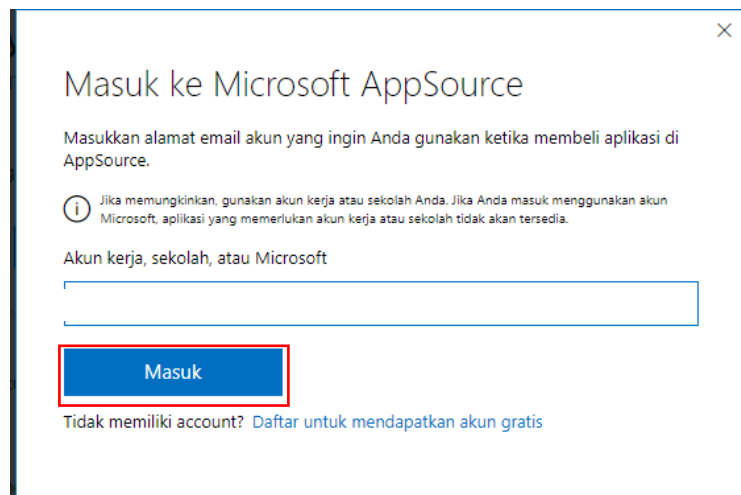 Masuk ke Microsoft AppSource
Masukkan alamat email akun yang ingin Anda gunakan ketika membeli aplikasi di
AppSource.
Jika memungkinkan, gunakan akun kerja atau sekolah Anda. Jika Anda masuk menggunakan akun
Microsoft, aplikasi yang memerlukan akun kerja atau sekolah tidak akan tersedia.
Akun kerja, sekolah, atau Microsoft
Masuk
Tidak memiliki account? Daftar untuk mendapatkan akun gratis